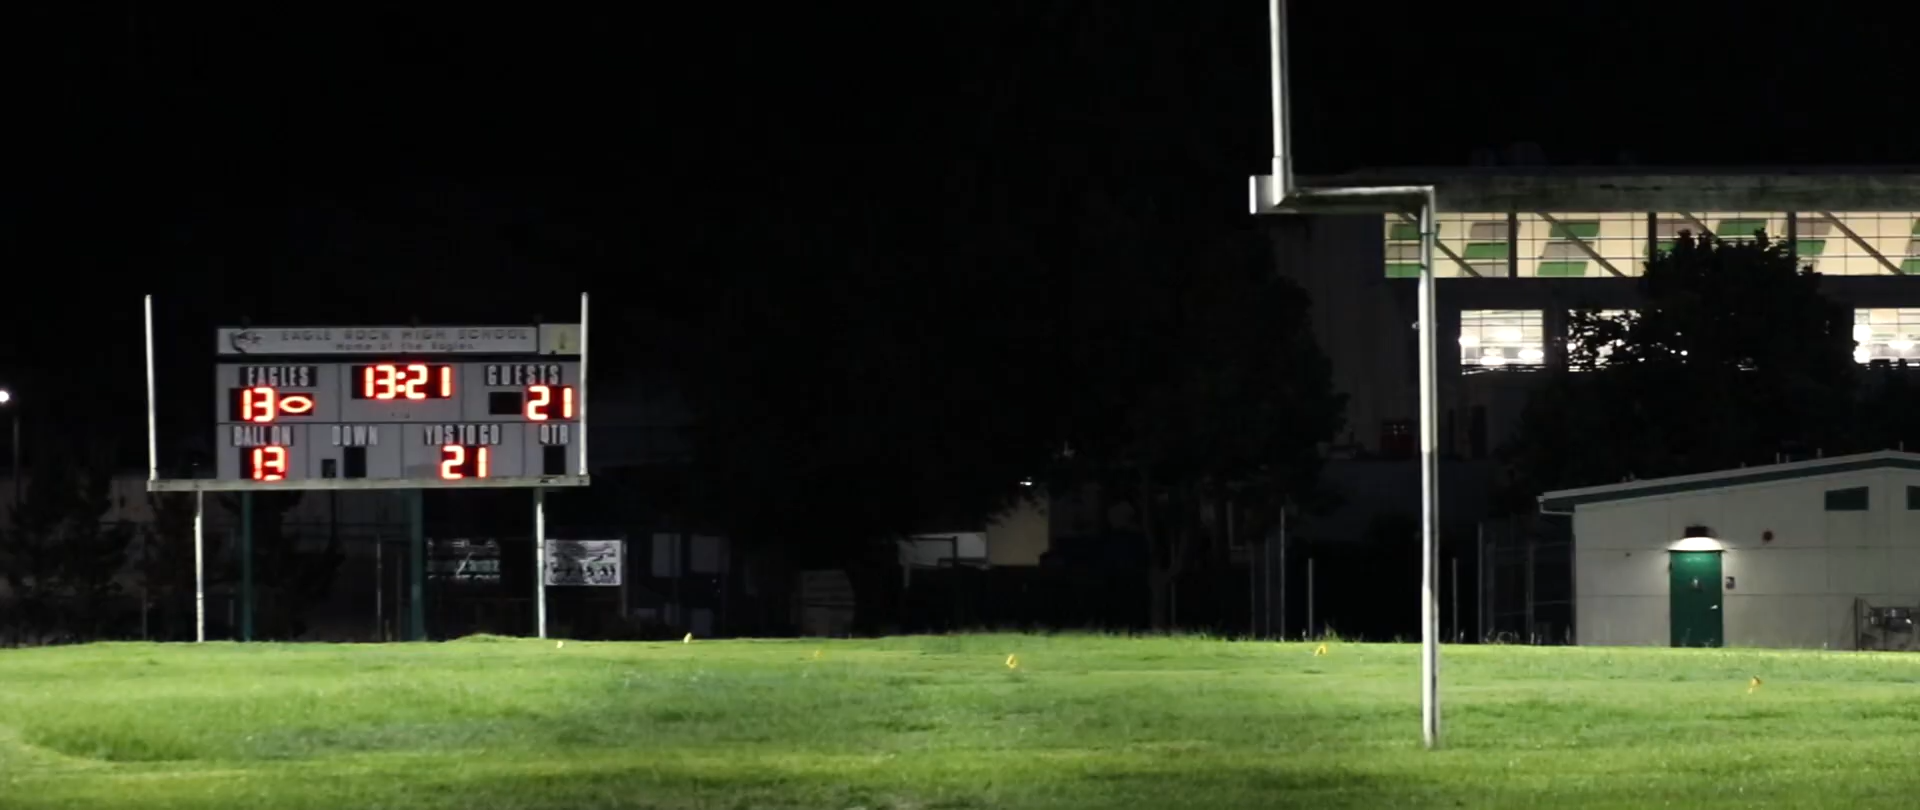 EAGLE ROCK HIGH SCHOOL
Home of the Eagles
EAGLES 13:21 GUESTS
13 21
BALL ON DOWN YDS TO GO QTR
13 21